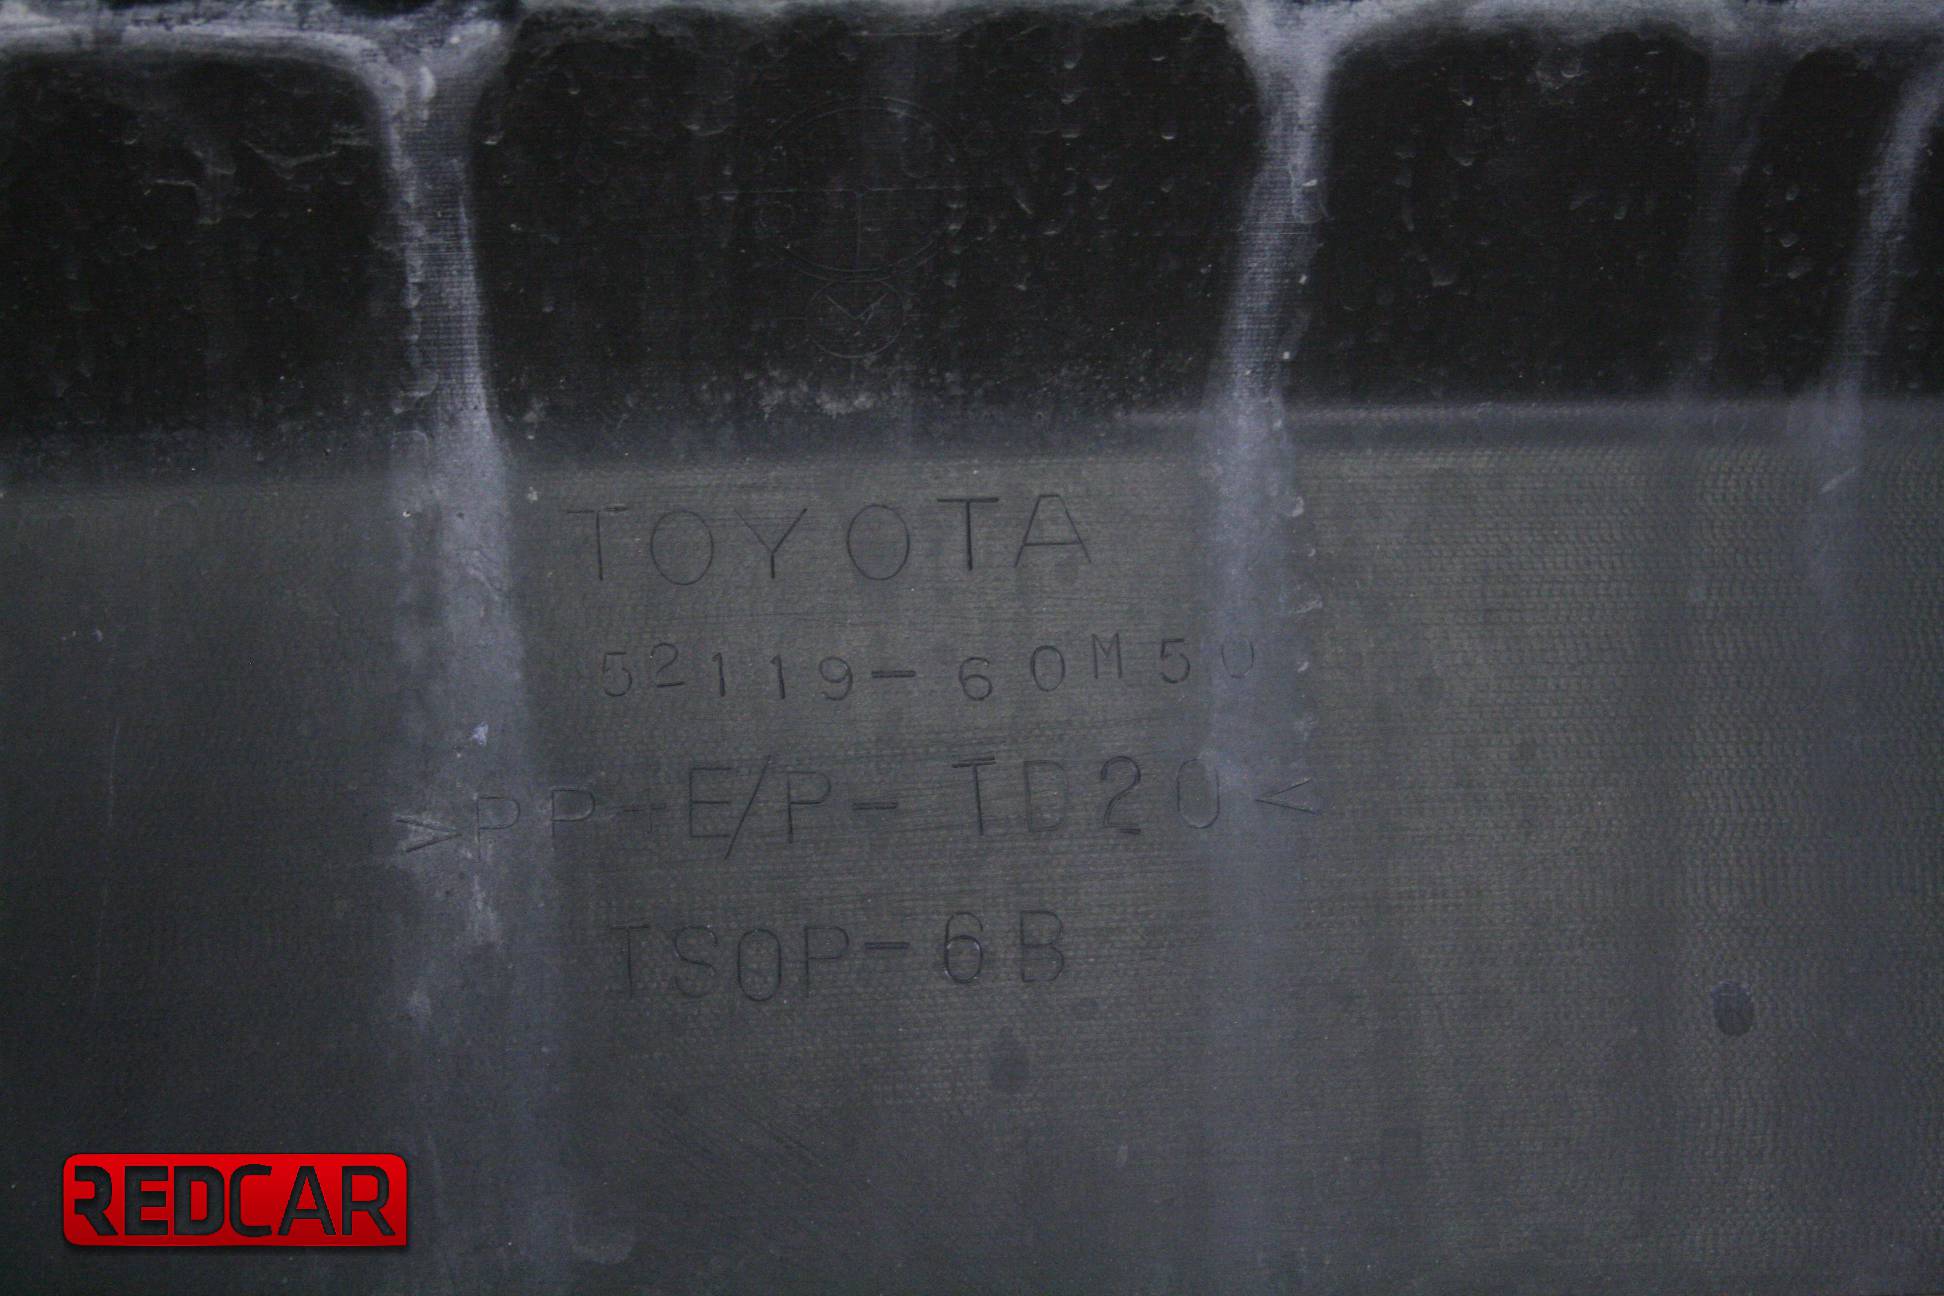 TOYOTA
52119-60M50
>PP+E/P-TD20<
TSOP-6B
REDCAR